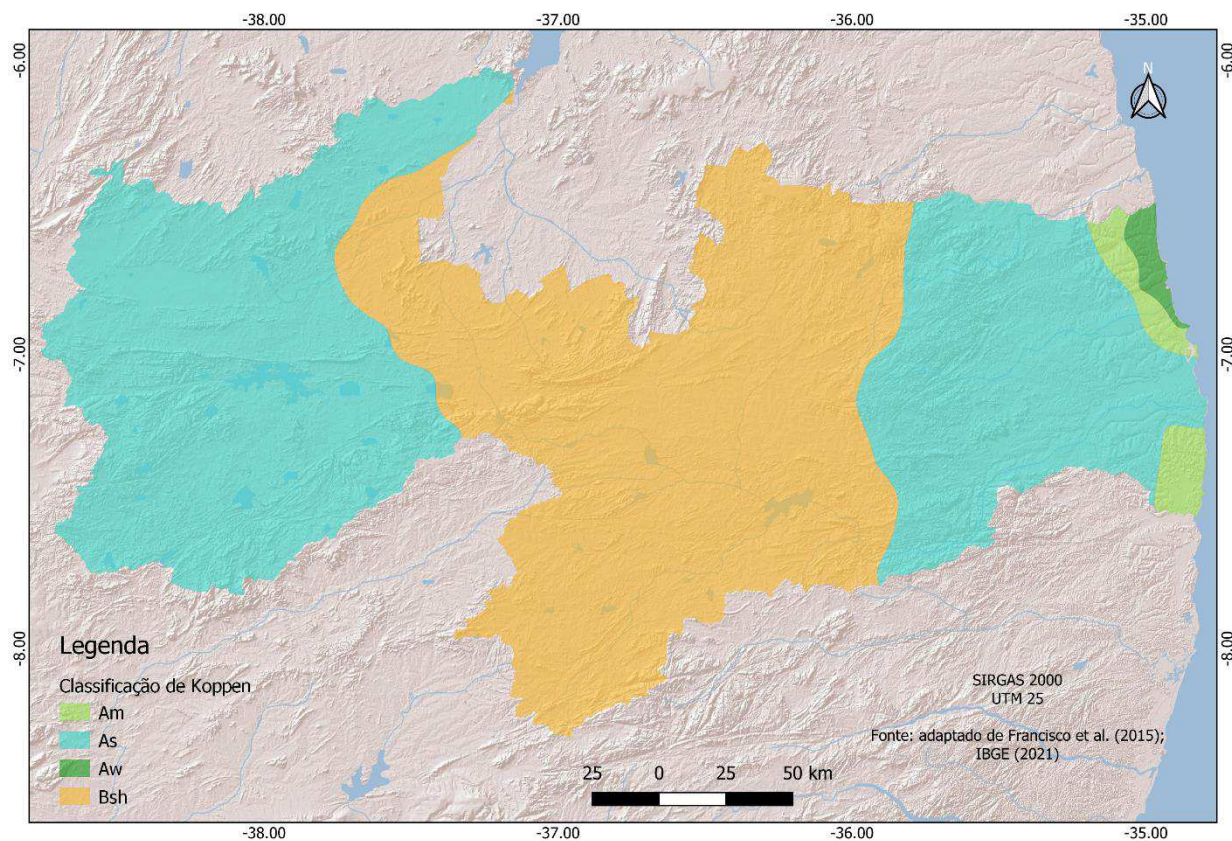 -38.00 -37.00 -36.00 -35.00
-6.00 -6.00
N
-7.00 -7.00
-8.00 -8.00
Legenda
Classificação de Koppen
Am
As
Aw
Bsh
SIRGAS 2000
UTM 25
Fonte: adaptado de Francisco et al. (2015);
IBGE (2021)
25 0 25 50 km
-38.00 -37.00 -36.00 -35.00